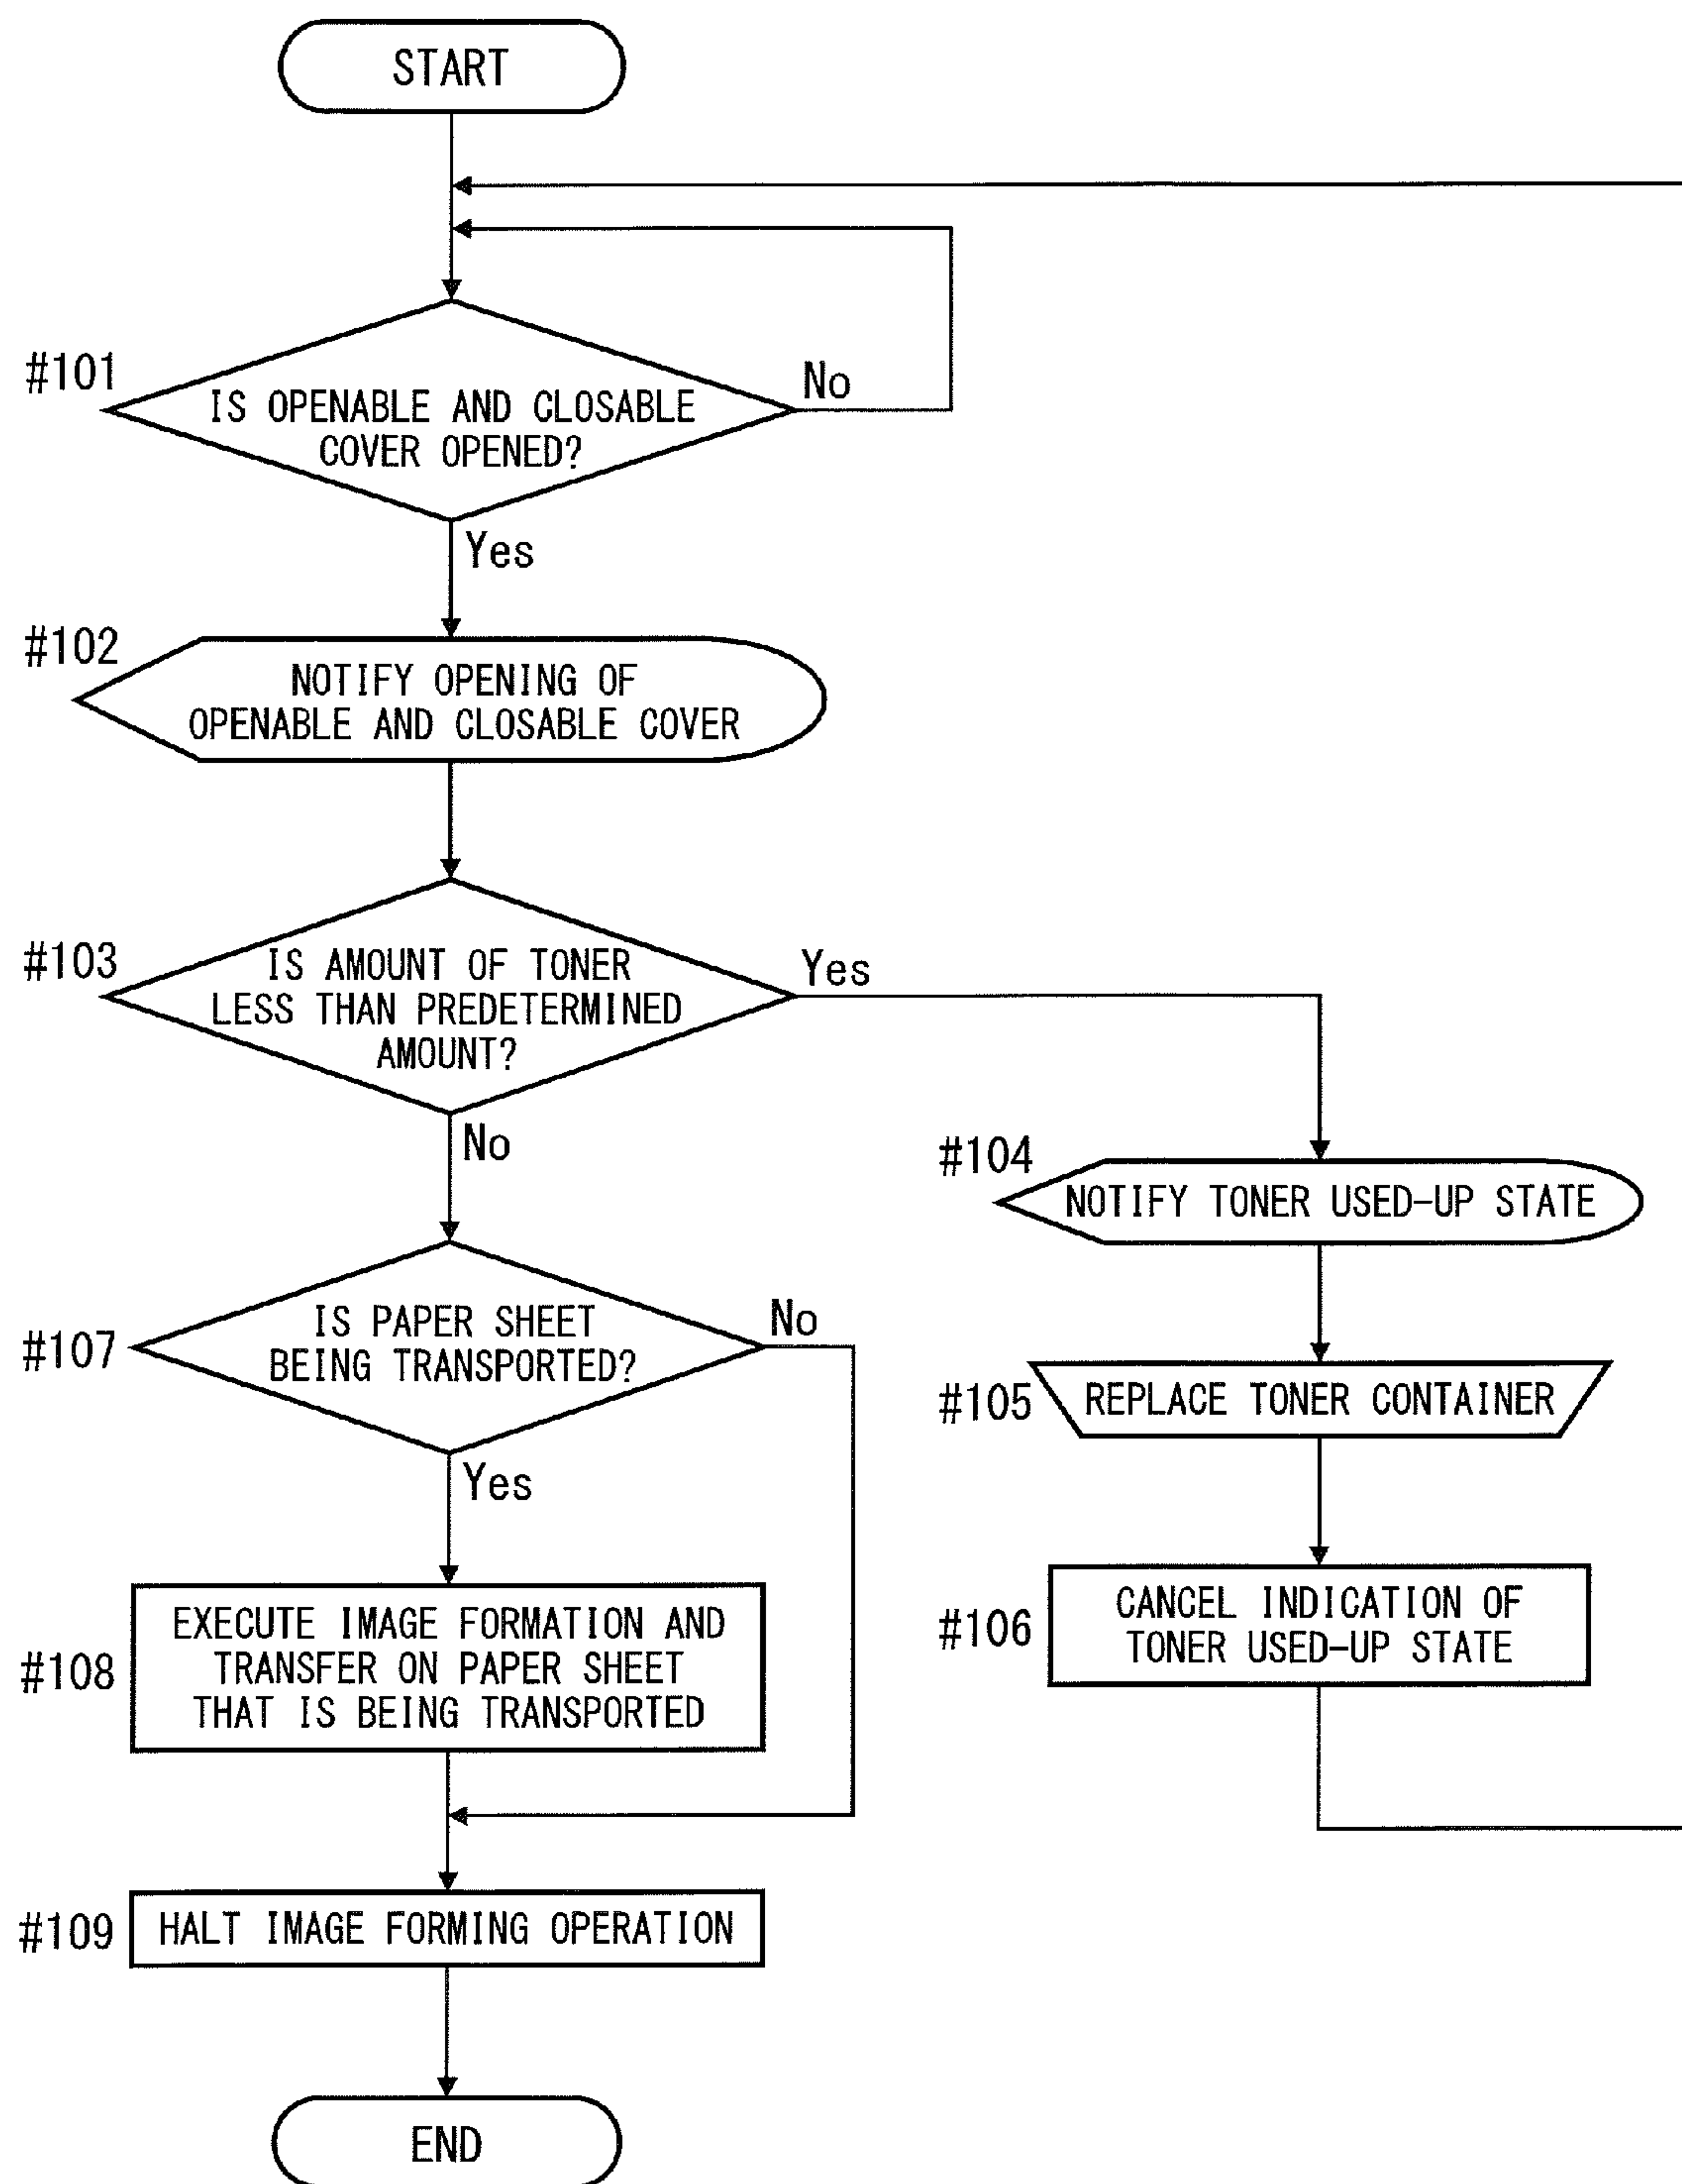 START
#101
IS OPENABLE AND CLOSABLE
COVER OPENED?
No
Yes
#102
NOTIFY OPENING OF
OPENABLE AND CLOSABLE COVER
#103
IS AMOUNT OF TONER
LESS THAN PREDETERMINED
AMOUNT?
Yes
No
#104
NOTIFY TONER USED-UP STATE
#105
REPLACE TONER CONTAINER
#106
CANCEL INDICATION OF
TONER USED-UP STATE
#107
IS PAPER SHEET
BEING TRANSPORTED?
No
Yes
#108
EXECUTE IMAGE FORMATION AND
TRANSFER ON PAPER SHEET
THAT IS BEING TRANSPORTED
#109
HALT IMAGE FORMING OPERATION
END